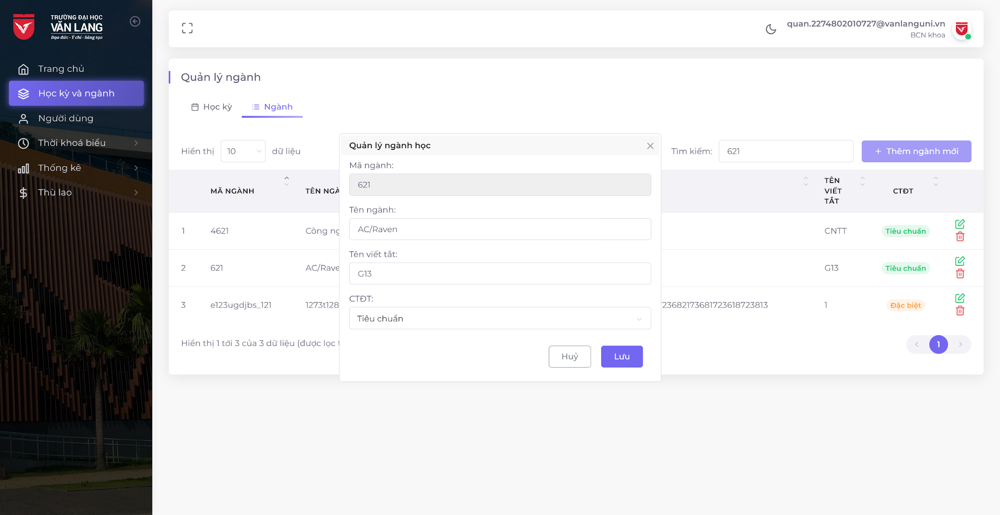 TRƯỜNG ĐẠI HỌC
VĂN LANG
Đạo đức - Ý chí - Sáng tạo
Trang chủ
Học kỳ và ngành
Người dùng
Thời khoá biểu
Thống kê
Thù lao
quan.2274802010727@vanlanguni.vn
BCN khoa
Quản lý ngành
Học kỳ
Ngành
Hiển thị 10 dữ liệu
Tìm kiếm: 621
+ Thêm ngành mới
MÃ NGÀNH
TÊN NGÀ
TÊN VIẾT TẮT
CTĐT
1 4621 Công ng CNTT Tiêu chuẩn
2 621 AC/Rave G13 Tiêu chuẩn
3 e123ugdjbs_121 1273t128 723682173681723618723813 1 Đặc biệt
Hiển thị 1 tới 3 của 3 dữ liệu (được lọc t
1
Quản lý ngành học
Mã ngành:
621
Tên ngành:
AC/Raven
Tên viết tắt:
G13
CTĐT:
Tiêu chuẩn
Huỷ
Lưu